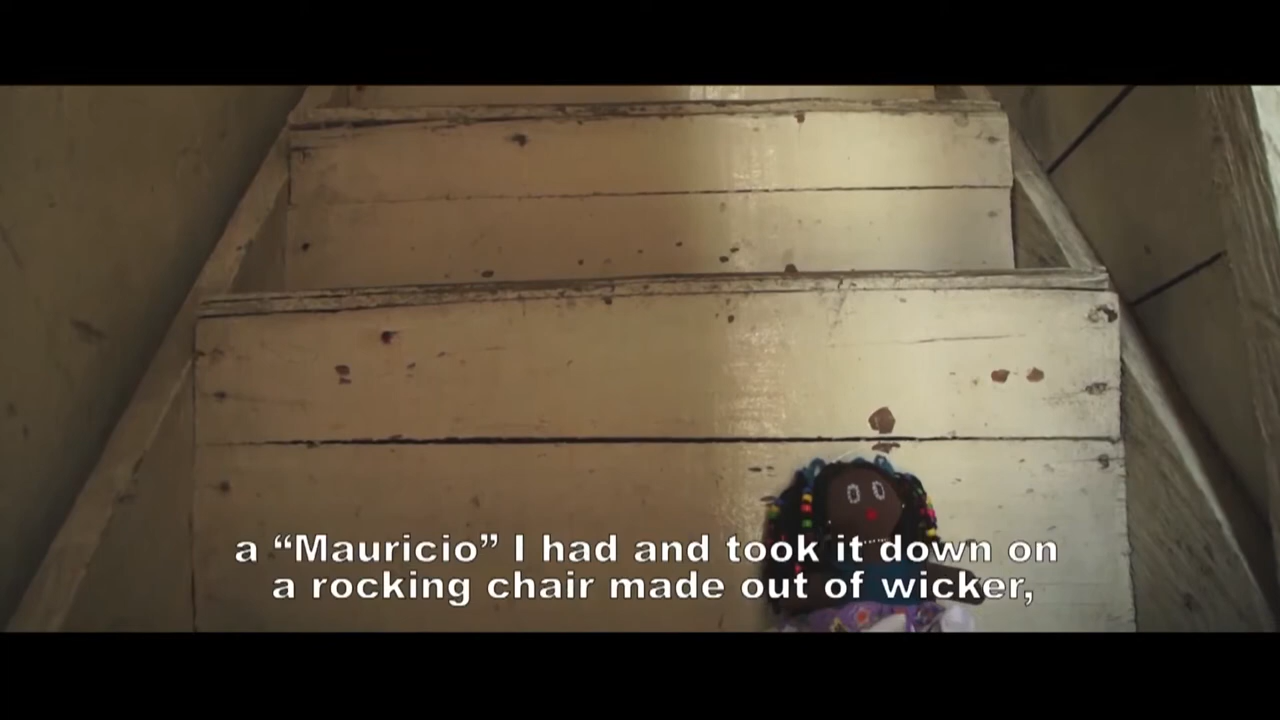 a “Mauricio” I had and took it down on
a rocking chair made out of wicker,